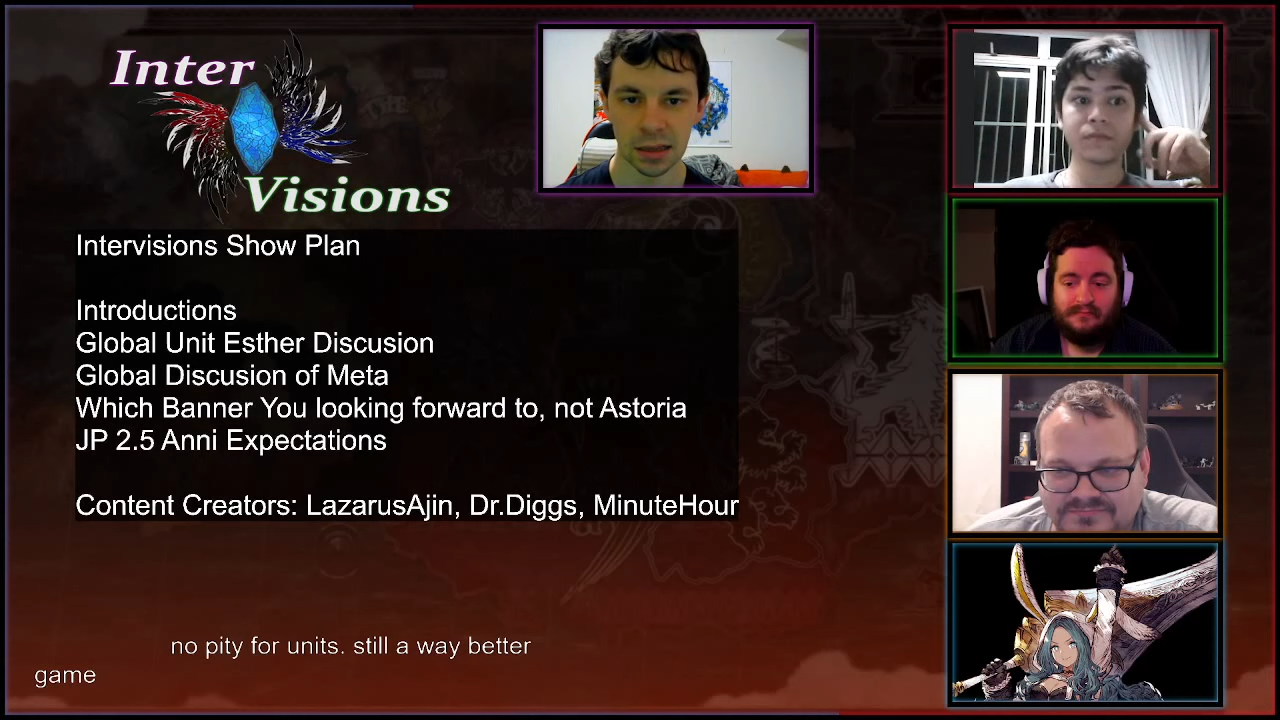 Inter
Visions
Intervisions Show Plan
Introductions
Global Unit Esther Discusion
Global Discusion of Meta
Which Banner You looking forward to, not Astoria
JP 2.5 Anni Expectations
Content Creators: LazarusAjin, Dr.Diggs, MinuteHour
no pity for units. still a way better
game